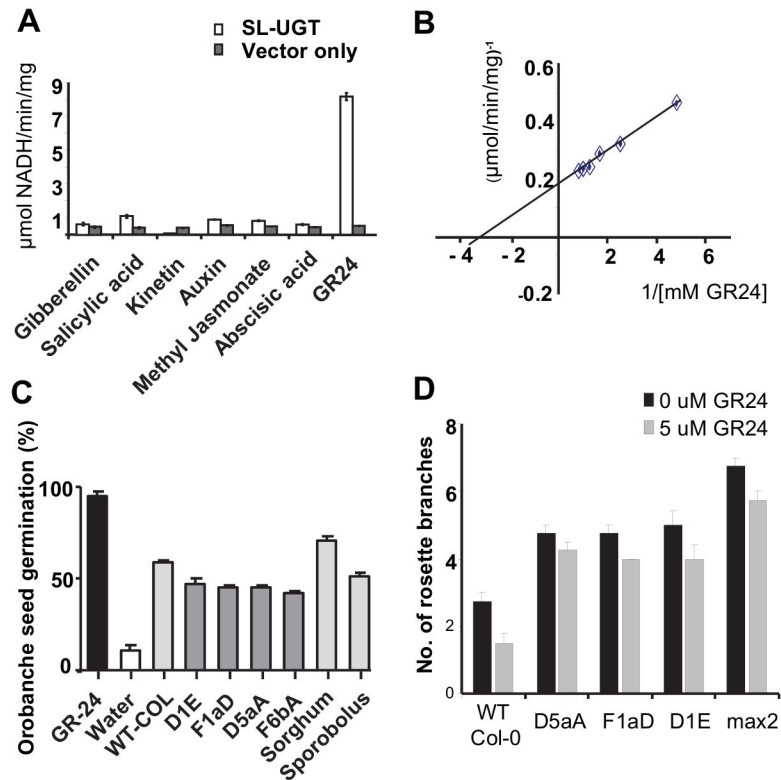 A
SL-UGT
Vector only
µmol NADH/min/mg
9
7
5
3
1
Gibberellin
Salicylic acid
Kinetin
Auxin
Methyl Jasmonate
Abscisic acid
GR24
B
(µmol/min/mg)-1
0.6
0.4
0.2
-0.2
- 4
- 2
2
4
6
1/[mM GR24]
C
Orobanche seed germination (%)
100
50
0
GR-24
Water
WT-COL
D1E
F1aD
D5aA
F6bA
Sorghum
Sporobolus
D
0 uM GR24
5 uM GR24
No. of rosette branches
8
6
4
2
0
WT
Col-0
D5aA
F1aD
D1E
max2